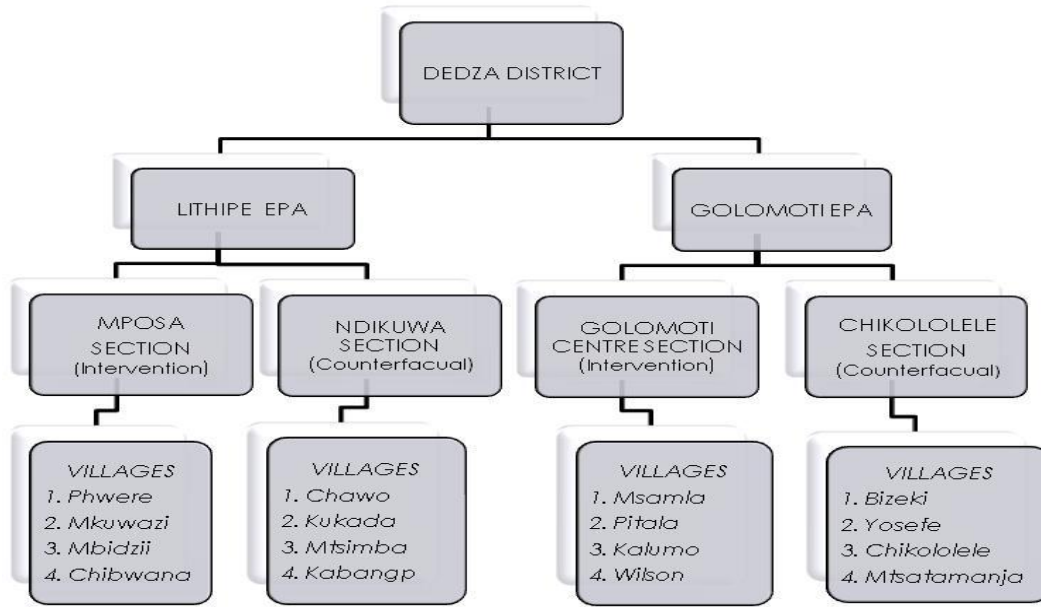 DEDZA DISTRICT
LITHIPE EPA
GOLOMOTI EPA
MPOSA
SECTION
(Intervention)
NDIKUWA
SECTION
(Counterfacual)
GOLOMOTI
CENTRE SECTION
(Intervention)
CHIKOLOLELE
SECTION
(Counterfacual)
VILLAGES
1. Phwere
2. Mkuwazi
3. Mbidzii
4. Chibwana
VILLAGES
1. Chawo
2. Kukada
3. Mtsimba
4. Kabangp
VILLAGES
1. Msamla
2. Pitala
3. Kalumo
4. Wilson
VILLAGES
1. Bizeki
2. Yosefe
3. Chikololele
4. Mtsatamanja